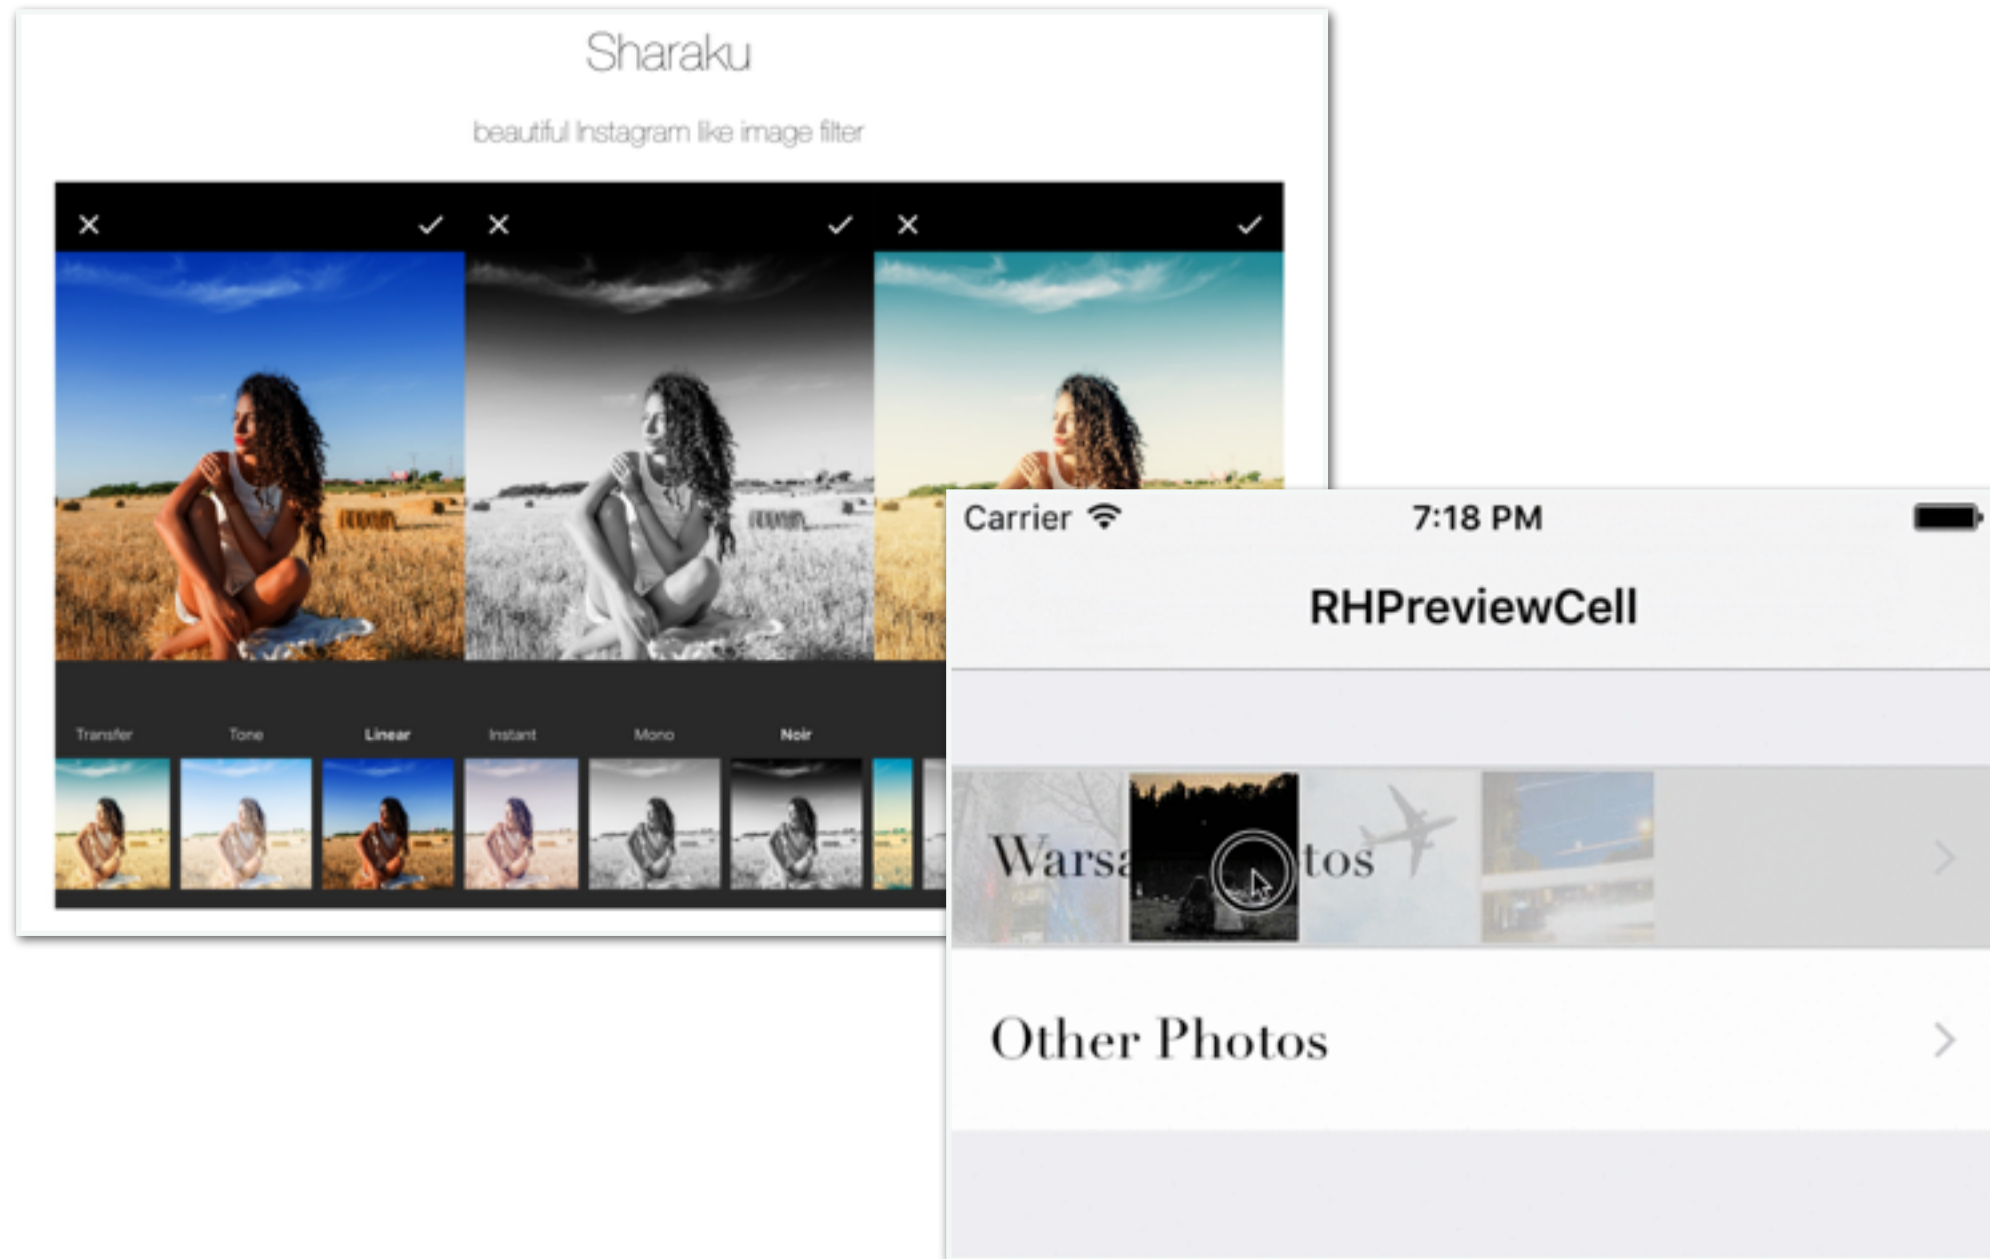 Sharaku
beautiful Instagram like image filter
Transfer Tone Linear Instant Mono Noir
Carrier 7:18 PM
RHPreviewCell
tos
Other Photos